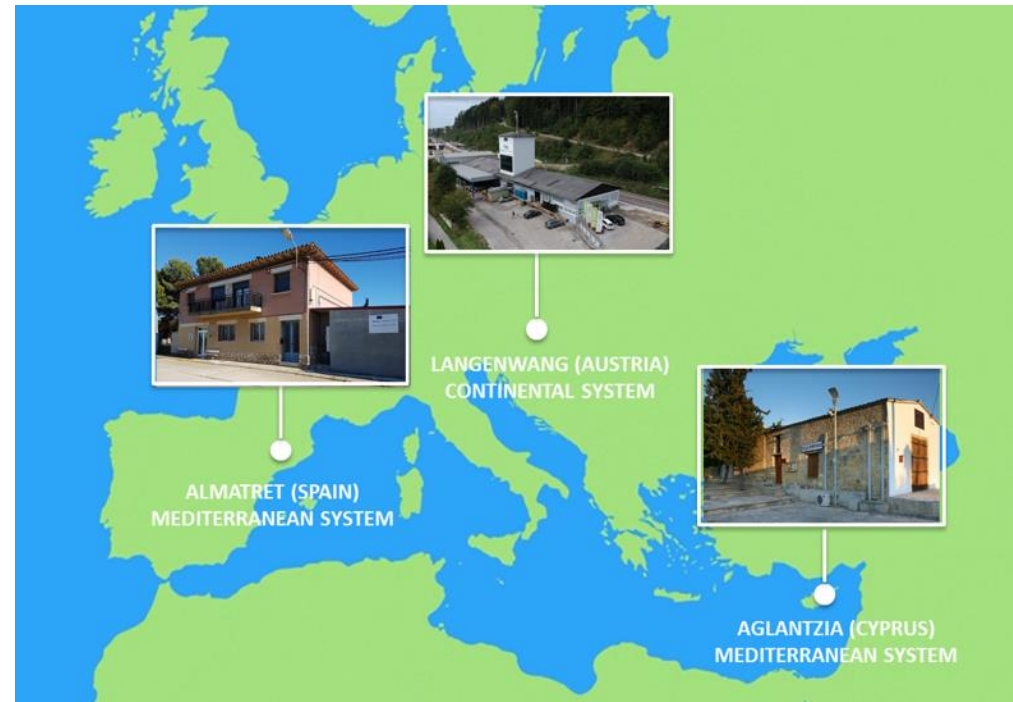 LANGENWANG (AUSTRIA)
CONTINENTAL SYSTEM
ALMATRET (SPAIN)
MEDITERRANEAN SYSTEM
AGLANTZIA (CYPRUS)
MEDITERRANEAN SYSTEM